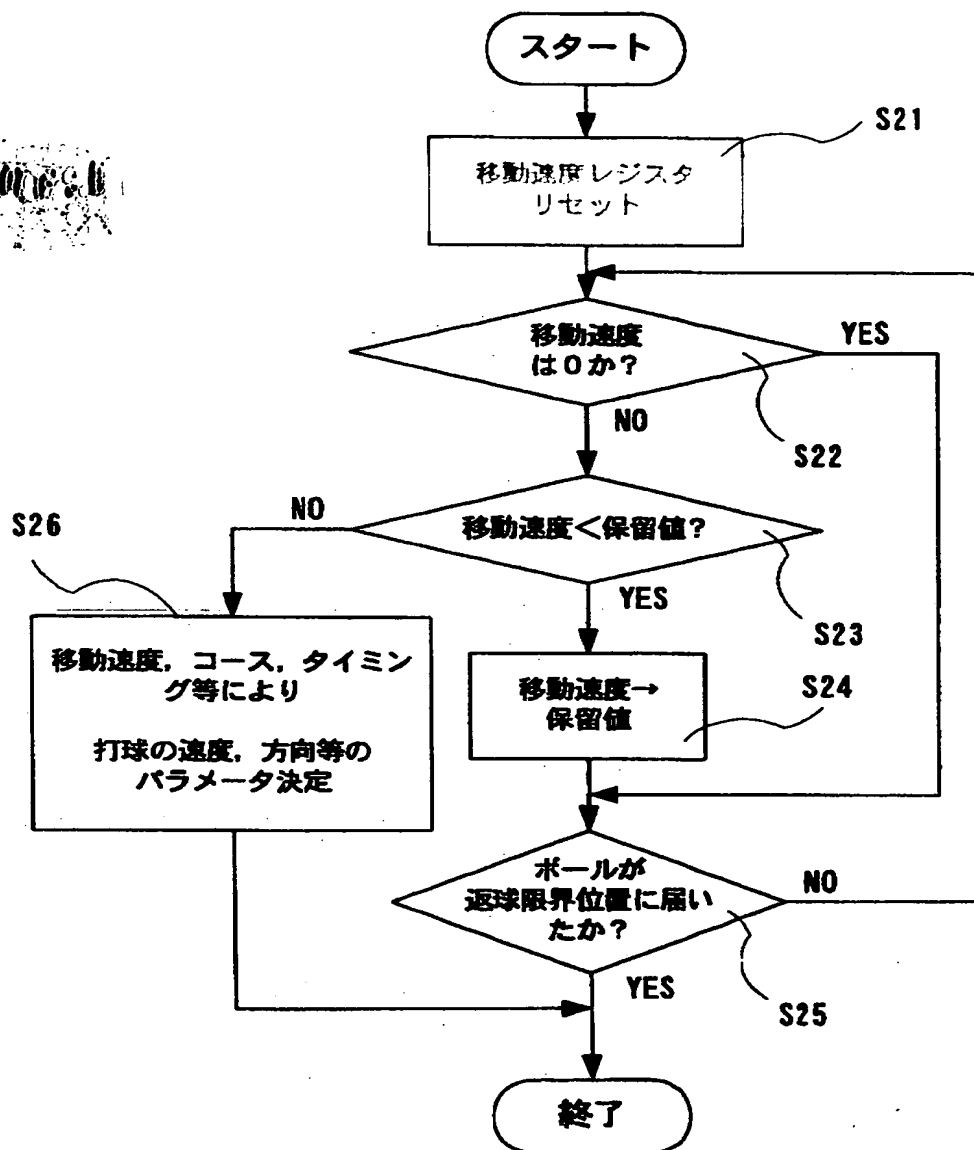 スタート
S21
移動速度レジスタ
リセット
移動速度
は0か?
YES
NO
S22
移動速度<保留値?
NO
YES
S23
S26
移動速度,コース,タイミン
グ等により
打球の速度,方向等の
パラメータ決定
移動速度→
保留値
S24
ボールが
返球限界位置に届い
たか?
NO
YES
S25
終了